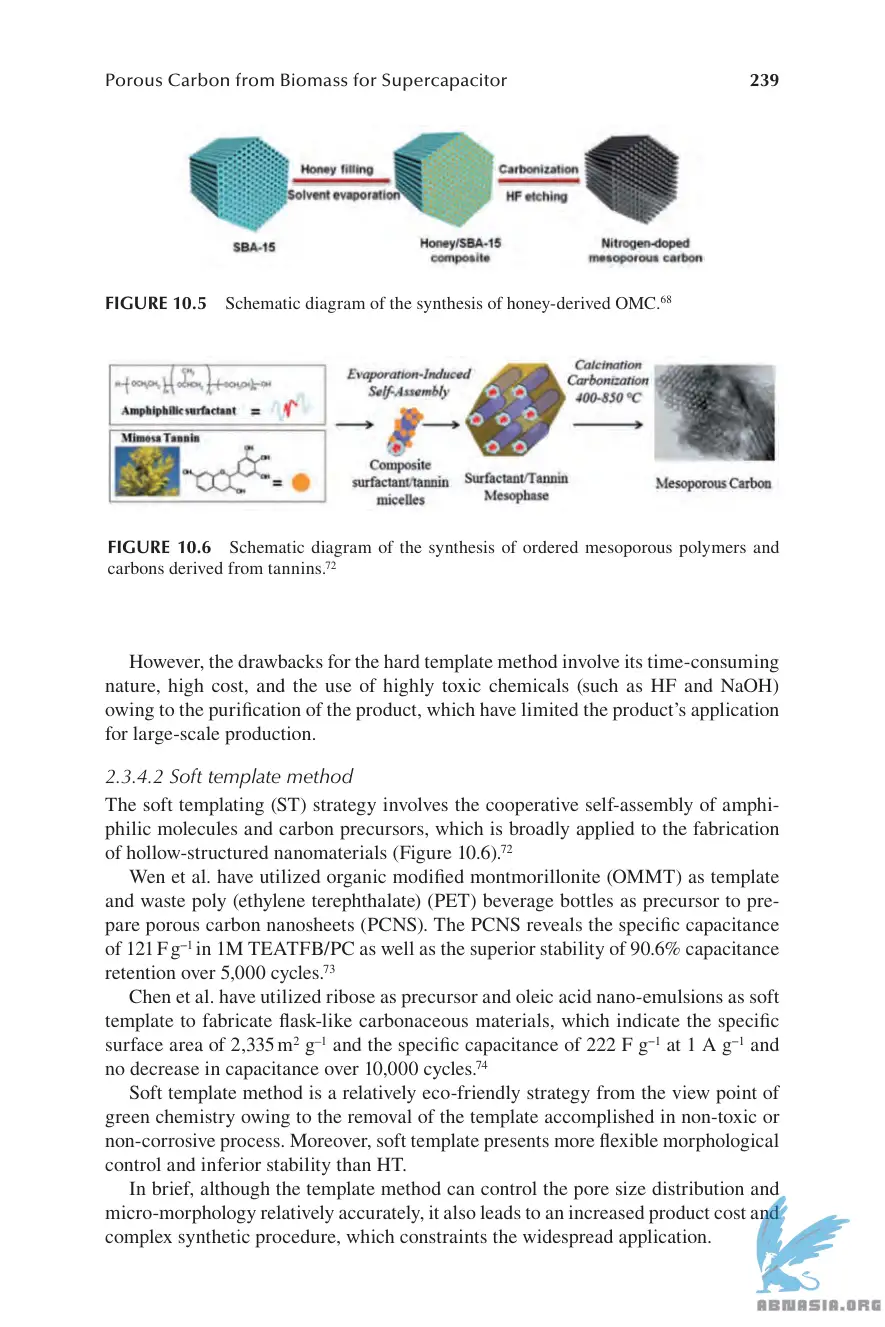 Porous Carbon from Biomass for Supercapacitor 239
Honey filling
Solvent evaporation
Carbonization
HF etching
SBA-15
Honey/SBA-15
composite
Nitrogen-doped
mesoporous carbon
FIGURE 10.5 Schematic diagram of the synthesis of honey-derived OMC.68
Amphiphilic surfactant =
Mimosa Tannin
=
Evaporation-Induced
Self-Assembly
Composite
surfactant/tannin
micelles
Surfactant/Tannin
Mesophase
Calcination
Carbonization
400-850 °C
Mesoporous Carbon
FIGURE 10.6 Schematic diagram of the synthesis of ordered mesoporous polymers and
carbons derived from tannins.72
However, the drawbacks for the hard template method involve its time-consuming
nature, high cost, and the use of highly toxic chemicals (such as HF and NaOH)
owing to the purification of the product, which have limited the product’s application
for large-scale production.
2.3.4.2 Soft template method
The soft templating (ST) strategy involves the cooperative self-assembly of amphi-
philic molecules and carbon precursors, which is broadly applied to the fabrication
of hollow-structured nanomaterials (Figure 10.6).72
Wen et al. have utilized organic modified montmorillonite (OMMT) as template
and waste poly (ethylene terephthalate) (PET) beverage bottles as precursor to pre-
pare porous carbon nanosheets (PCNS). The PCNS reveals the specific capacitance
of 121 F g−1 in 1M TEATFB/PC as well as the superior stability of 90.6% capacitance
retention over 5,000 cycles.73
Chen et al. have utilized ribose as precursor and oleic acid nano-emulsions as soft
template to fabricate flask-like carbonaceous materials, which indicate the specific
surface area of 2,335 m2 g−1 and the specific capacitance of 222 F g−1 at 1 A g−1 and
no decrease in capacitance over 10,000 cycles.74
Soft template method is a relatively eco-friendly strategy from the view point of
green chemistry owing to the removal of the template accomplished in non-toxic or
non-corrosive process. Moreover, soft template presents more flexible morphological
control and inferior stability than HT.
In brief, although the template method can control the pore size distribution and
micro-morphology relatively accurately, it also leads to an increased product cost and
complex synthetic procedure, which constraints the widespread application.
ABNASIA.ORG